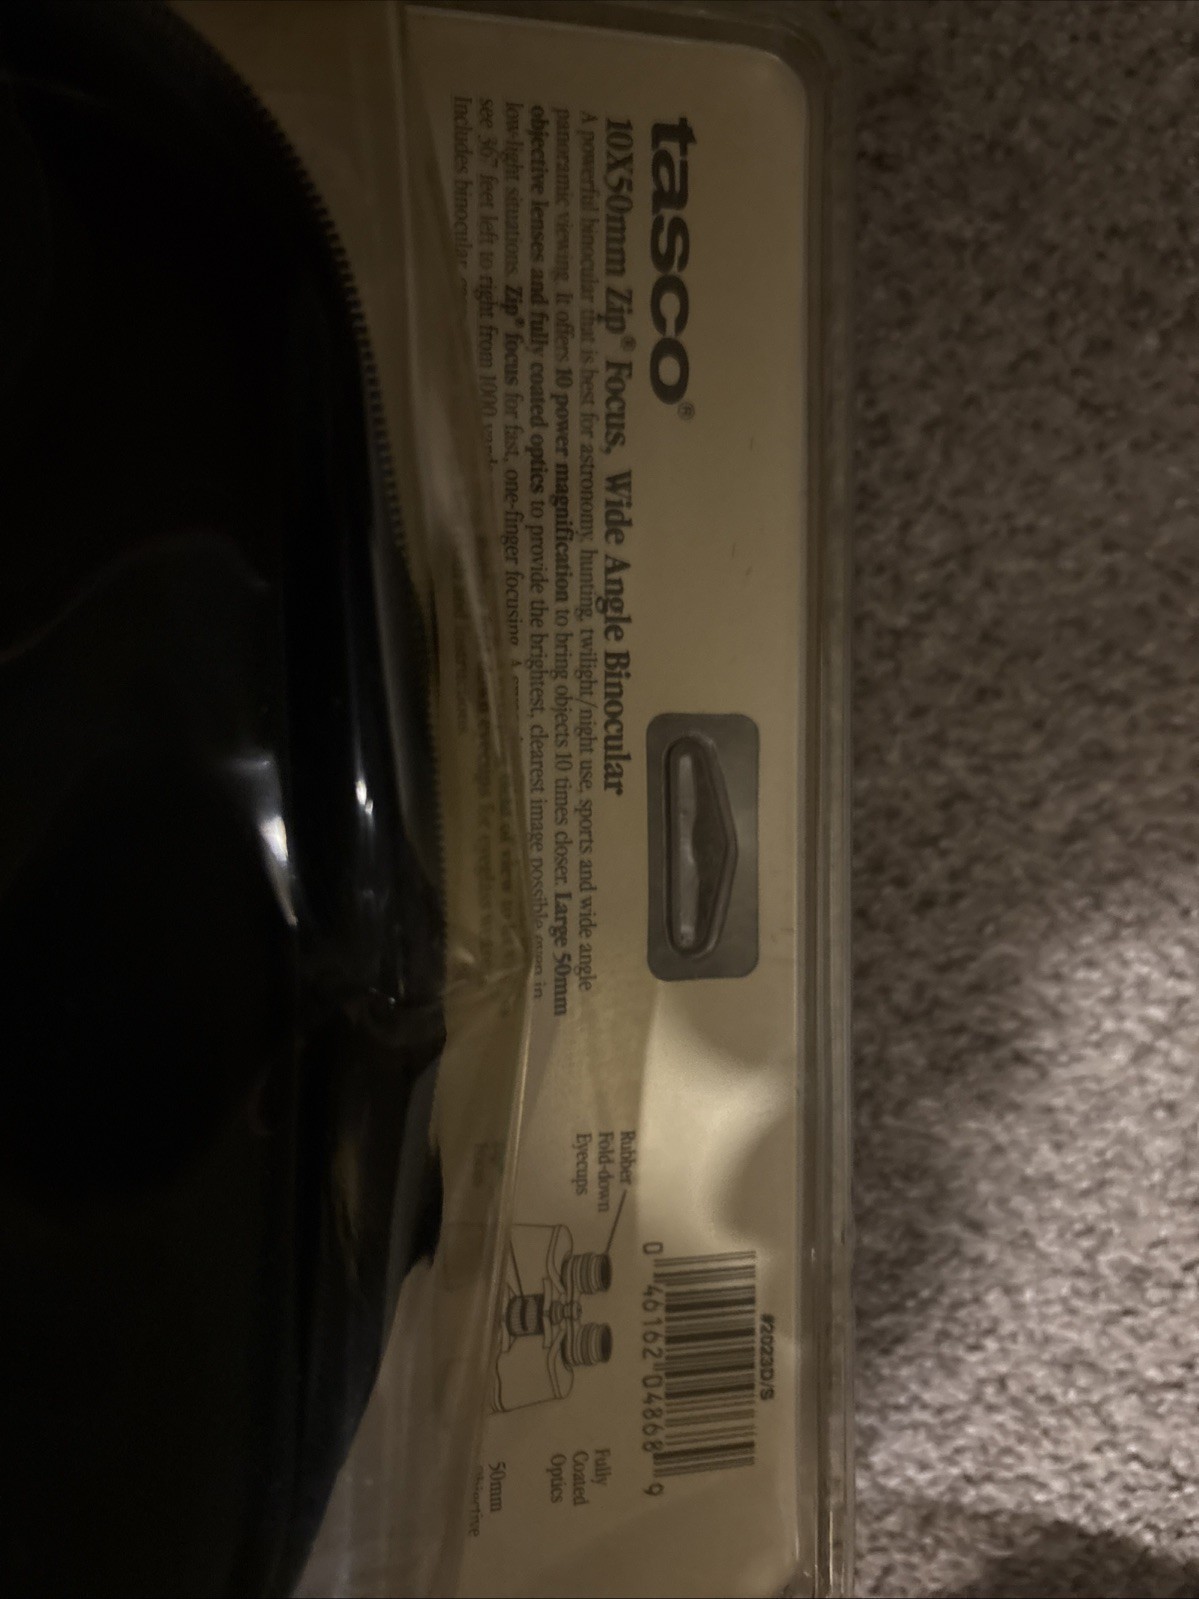 tasco®
10X50mm Zip® Focus, Wide Angle Binocular
A powerful binocular that is best for astronomy, hunting, twilight/night use, sports and wide angle
panoramic viewing. It offers 10 power magnification to bring objects 10 times closer. Large 50mm
objective lenses and fully coated optics to provide the brightest, clearest image possible even in
low-light situations. Zip® focus for fast, one-finger focusing. A
see 367 feet left to right from 1000
Includes binocular
#2023D/S
0 46162 04868 9
Rubber
Fold-down
Eyecups
Fully
Coated
Optics
50mm